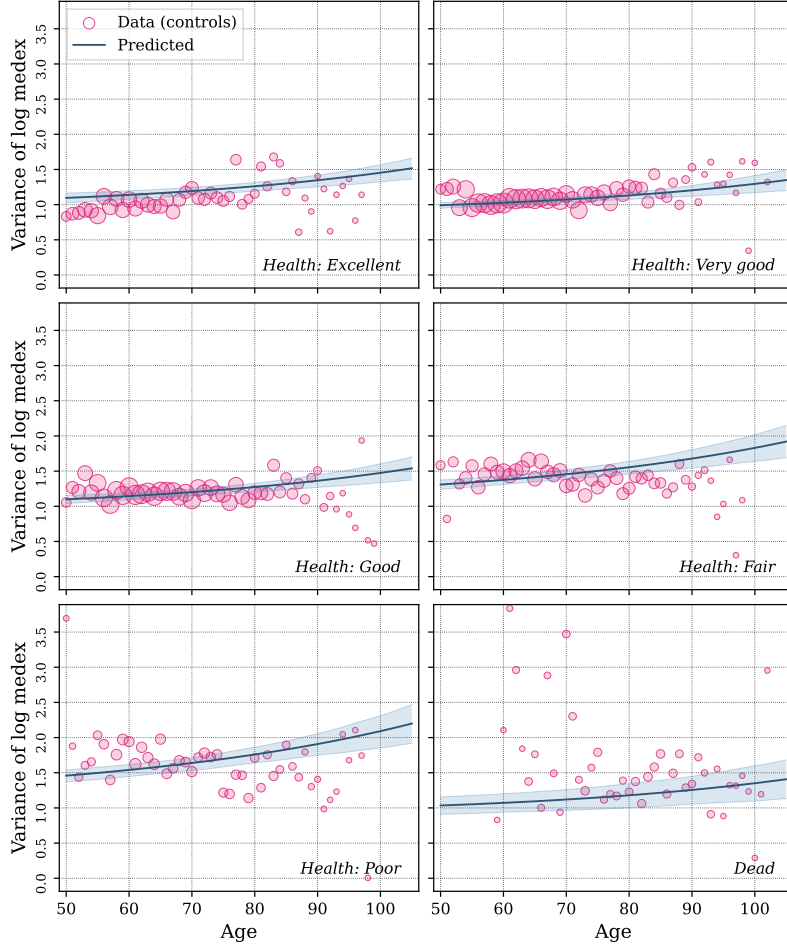 Data (controls)
Predicted
Variance of log medex
3.5
3.0
2.5
2.0
1.5
1.0
0.5
0.0
Health: Excellent
Health: Very good
Variance of log medex
3.5
3.0
2.5
2.0
1.5
1.0
0.5
0.0
Health: Good
Health: Fair
Variance of log medex
3.5
3.0
2.5
2.0
1.5
1.0
0.5
0.0
Health: Poor
Dead
50 60 70 80 90 100
50 60 70 80 90 100
Age
Age